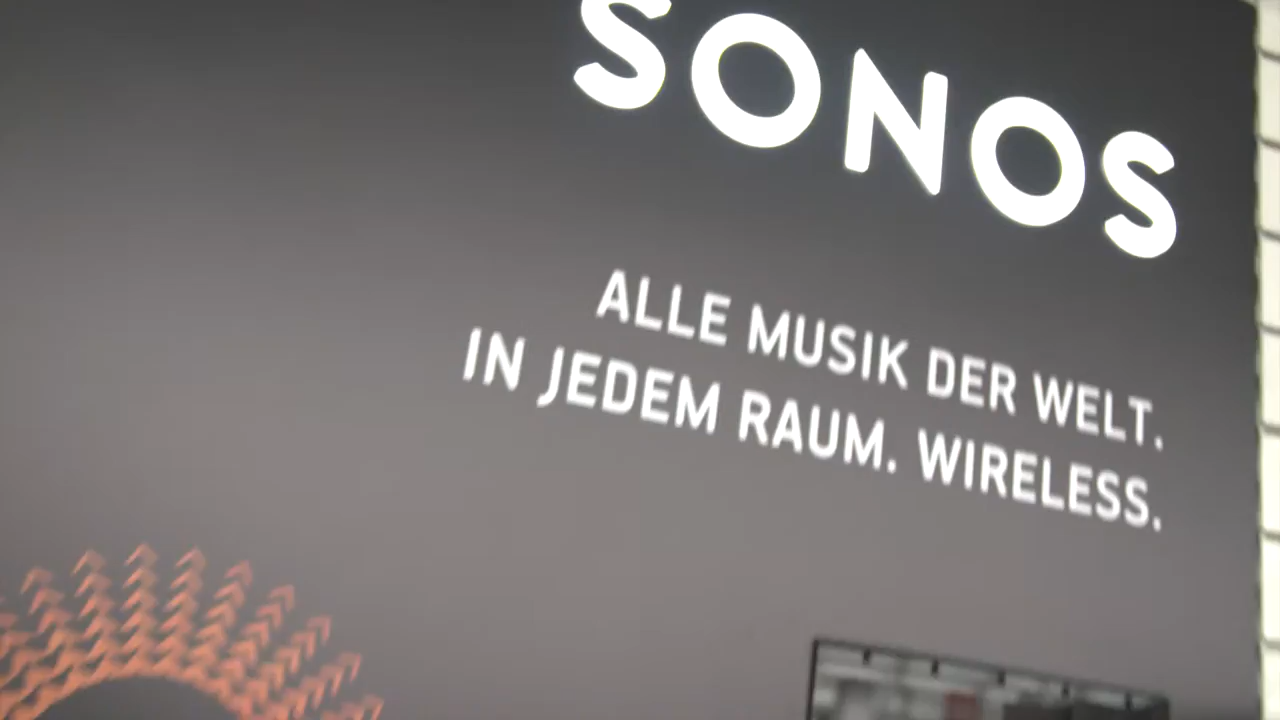 SONOS
ALLE MUSIK DER WELT.
IN JEDEM RAUM. WIRELESS.